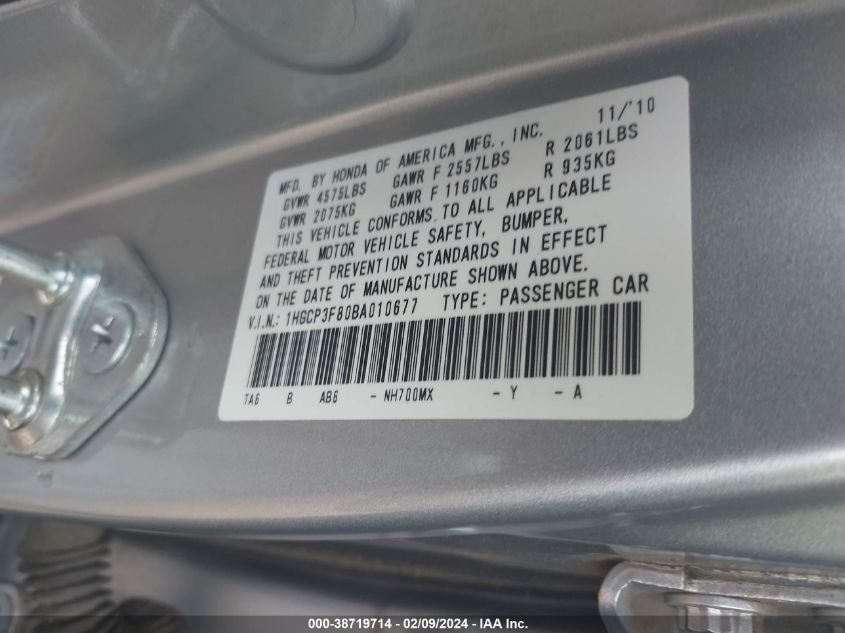 MFD. BY HONDA OF AMERICA MFG., INC. 11/'10
GVWR 4575LBS GAWR F 2557LBS R 2061LBS
GVWR 2075KG GAWR F 1160KG R 935KG
THIS VEHICLE CONFORMS TO ALL APPLICABLE
FEDERAL MOTOR VEHICLE SAFETY, BUMPER,
AND THEFT PREVENTION STANDARDS IN EFFECT
ON THE DATE OF MANUFACTURE SHOWN ABOVE.
V.I.N.: 1HGCP3F80BA010677 TYPE: PASSENGER CAR
TA6 B AB6 - NH700MX - Y - A
000-38719714 - 02/09/2024 - IAA Inc.